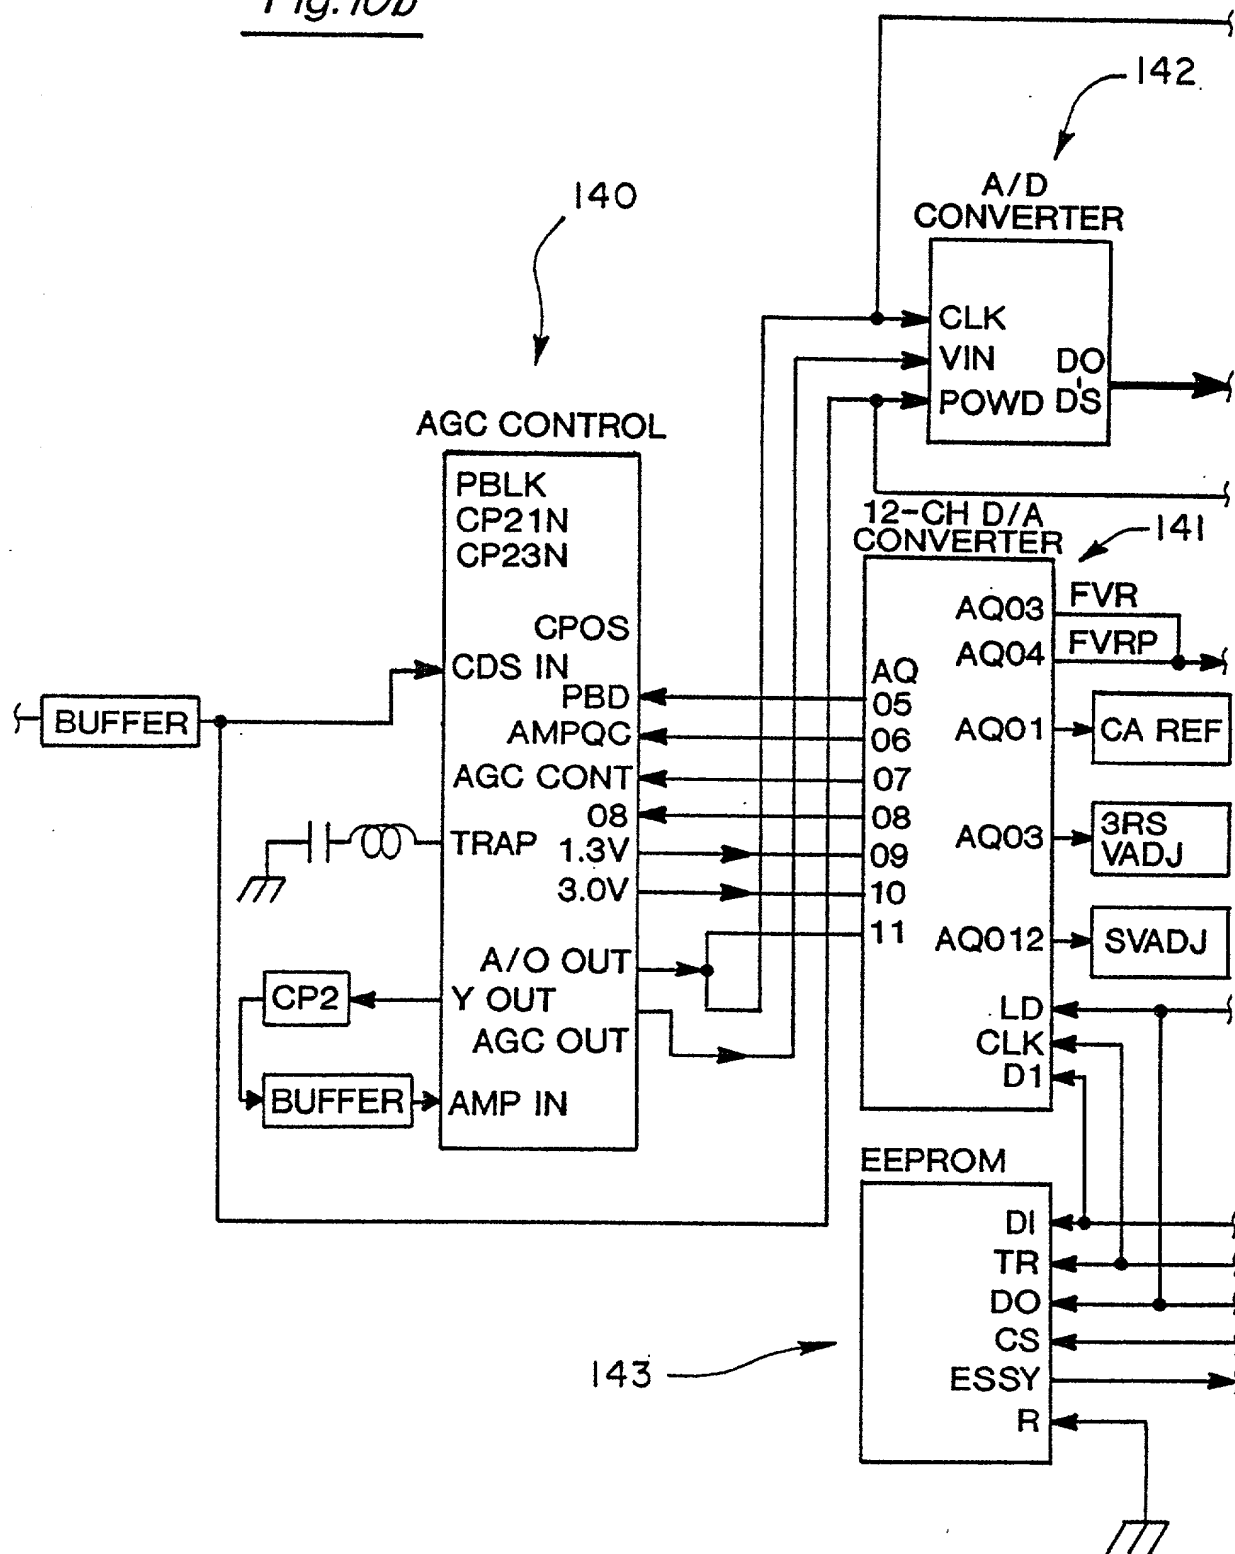 Fig. 10b
142
A/D
CONVERTER
CLK
VIN
POWD
DO
DS
140
AGC CONTROL
PBLK
CP21N
CP23N
CPOS
CDS IN
PBD
AMPQC
AGC CONT
08
TRAP
1.3V
3.0V
A/O OUT
Y OUT
AGC OUT
AMP IN
BUFFER
CP2
BUFFER
12-CH D/A
CONVERTER
141
AQ
05
06
07
08
09
10
11
AQ03
FVR
AQ04
FVRP
AQ01
CA REF
AQ03
3RS
VADJ
AQ012
SVADJ
LD
CLK
D1
EEPROM
DI
TR
DO
CS
ESSY
R
143